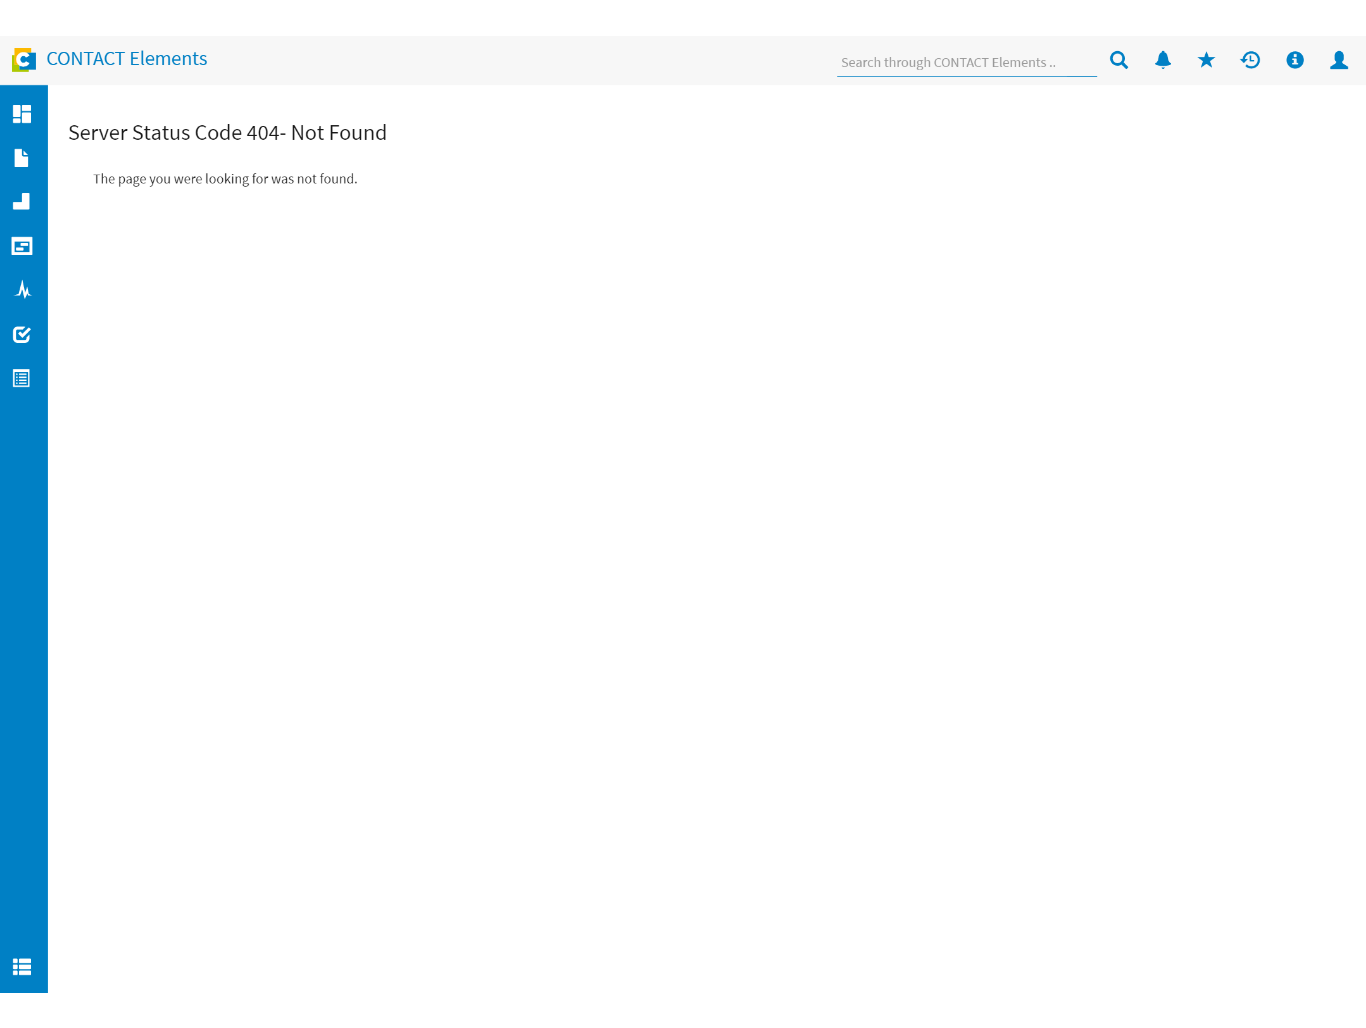 CONTACT Elements
Search through CONTACT Elements ..
Server Status Code 404- Not Found
The page you were looking for was not found.